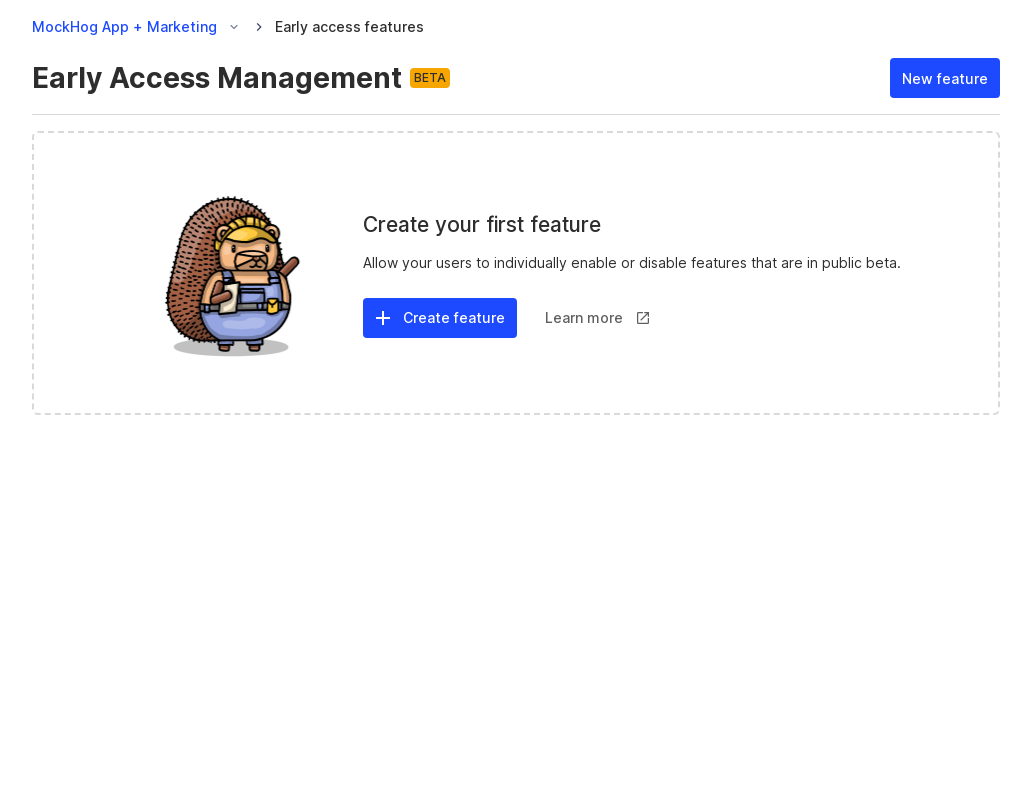 MockHog App + Marketing Early access features
Early Access Management BETA
New feature
Create your first feature
Allow your users to individually enable or disable features that are in public beta.
Create feature
Learn more